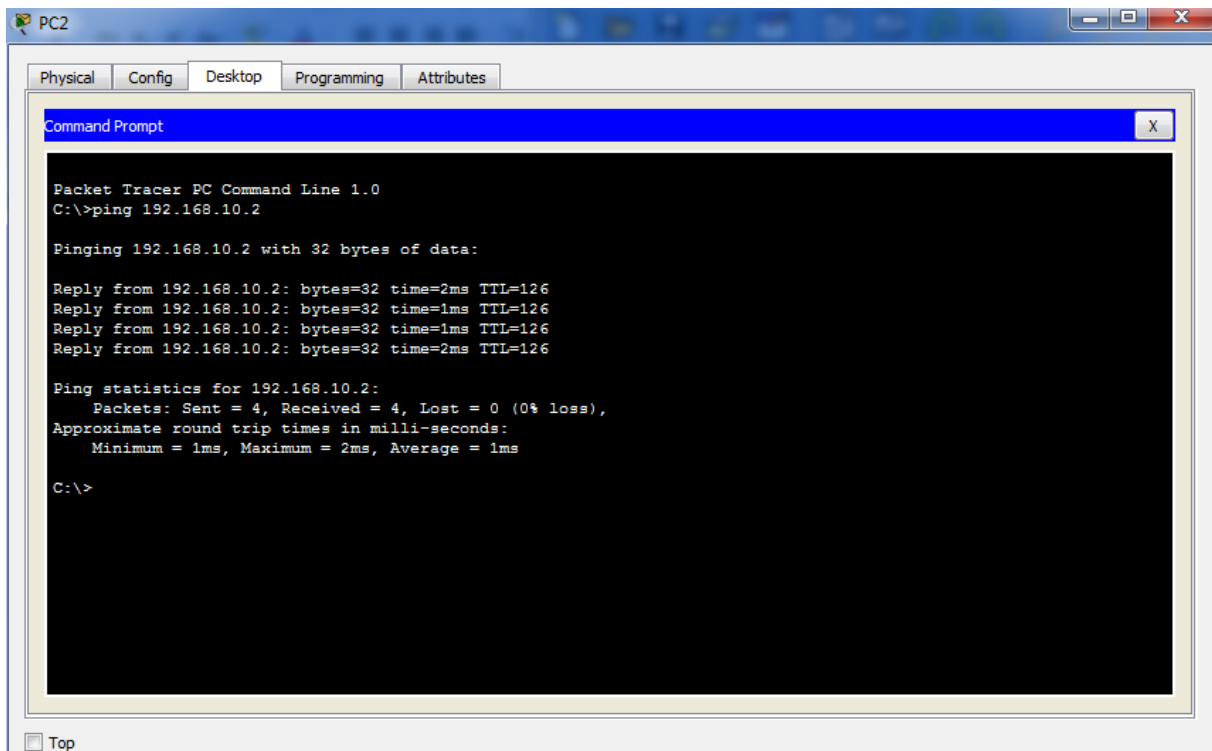 PC2
Physical Config Desktop Programming Attributes
Command Prompt X
Packet Tracer PC Command Line 1.0
C:\>ping 192.168.10.2
Pinging 192.168.10.2 with 32 bytes of data:
Reply from 192.168.10.2: bytes=32 time=2ms TTL=126
Reply from 192.168.10.2: bytes=32 time=1ms TTL=126
Reply from 192.168.10.2: bytes=32 time=1ms TTL=126
Reply from 192.168.10.2: bytes=32 time=2ms TTL=126
Ping statistics for 192.168.10.2:
Packets: Sent = 4, Received = 4, Lost = 0 (0% loss),
Approximate round trip times in milli-seconds:
Minimum = 1ms, Maximum = 2ms, Average = 1ms
C:\>
Top